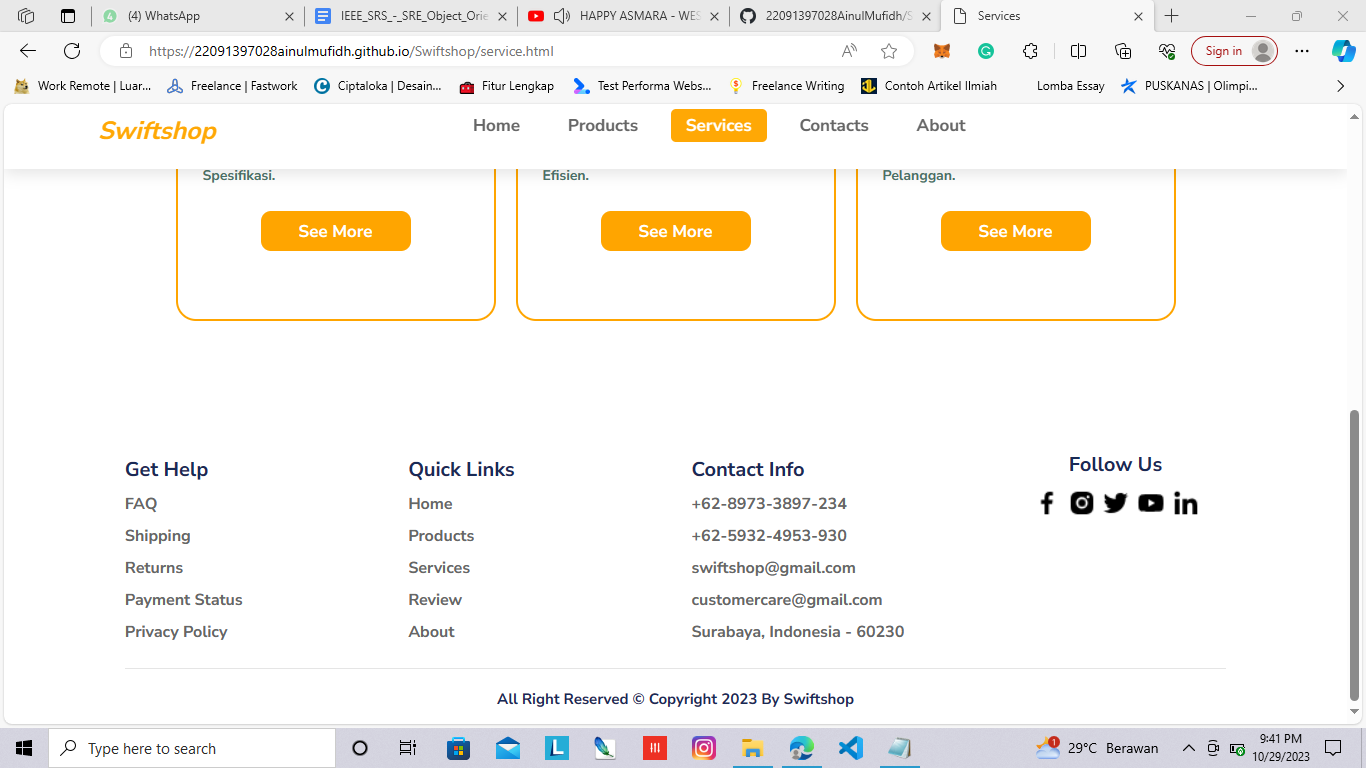 (4) WhatsApp
IEEE_SRS_-_SRE_Object_Orie
HAPPY ASMARA - WES
22091397028AinulMufidh/S
Services
https://22091397028ainulmufidh.github.io/Swiftshop/service.html
Sign in
Work Remote | Luar...
Freelance | Fastwork
Ciptaloka | Desain...
Fitur Lengkap
Test Performa Webs...
Freelance Writing
Contoh Artikel Ilmiah
Lomba Essay
PUSKANAS | Olimpi...
Swiftshop
Home
Products
Services
Contacts
About
Spesifikasi.
Efisien.
Pelanggan.
See More
See More
See More
Get Help
FAQ
Shipping
Returns
Payment Status
Privacy Policy
Quick Links
Home
Products
Services
Review
About
Contact Info
+62-8973-3897-234
+62-5932-4953-930
swiftshop@gmail.com
customercare@gmail.com
Surabaya, Indonesia - 60230
Follow Us
All Right Reserved © Copyright 2023 By Swiftshop
Type here to search
1
29°C Berawan
9:41 PM
10/29/2023